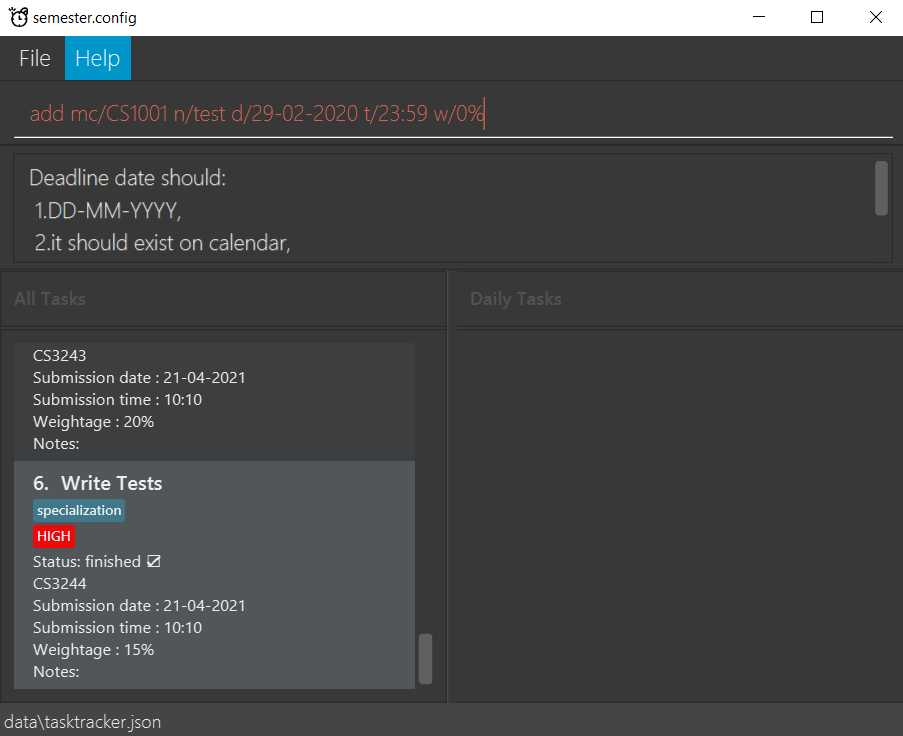 semester.config
File Help
add mc/CS1001 n/test d/29-02-2020 t/23:59 w/0%
Deadline date should:
1.DD-MM-YYYY,
2.it should exist on calendar,
All Tasks
Daily Tasks
CS3243
Submission date : 21-04-2021
Submission time : 10:10
Weightage : 20%
Notes:
6. Write Tests
specialization
HIGH
Status: finished ☑
CS3244
Submission date : 21-04-2021
Submission time : 10:10
Weightage : 15%
Notes:
data\tasktracker.json